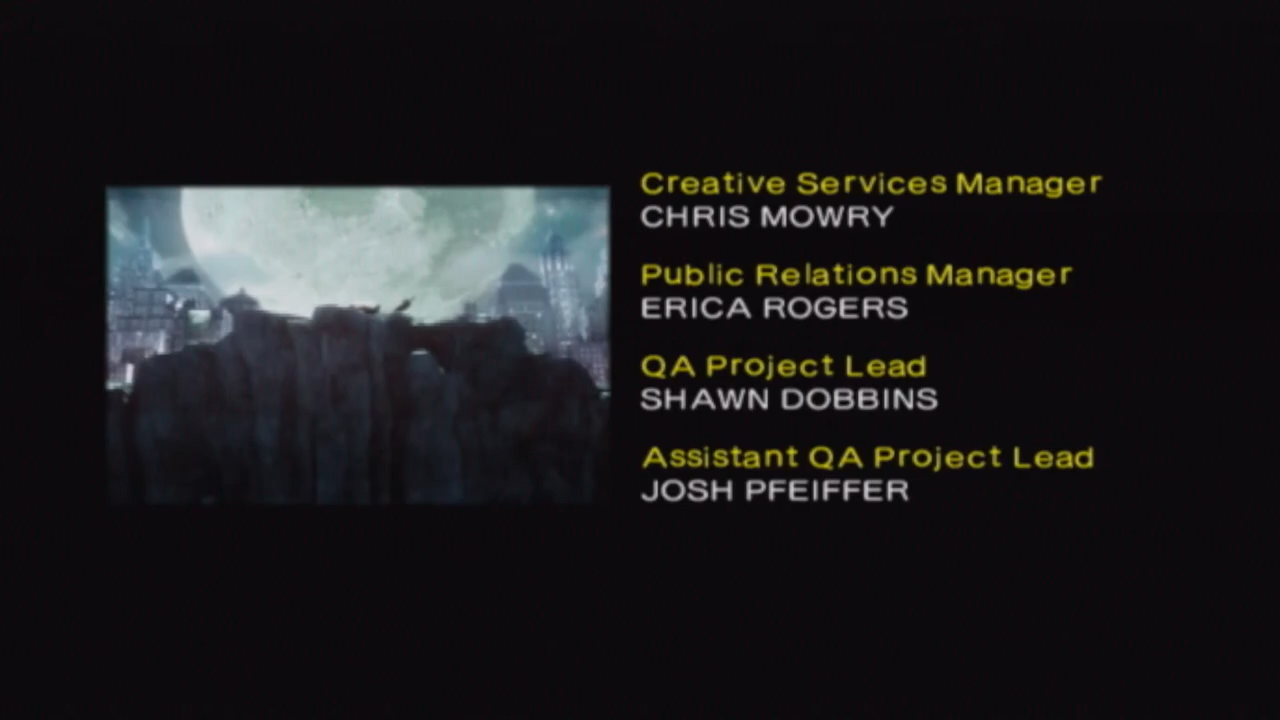 Creative Services Manager
CHRIS MOWRY
Public Relations Manager
ERICA ROGERS
QA Project Lead
SHAWN DOBBINS
Assistant QA Project Lead
JOSH PFEIFFER